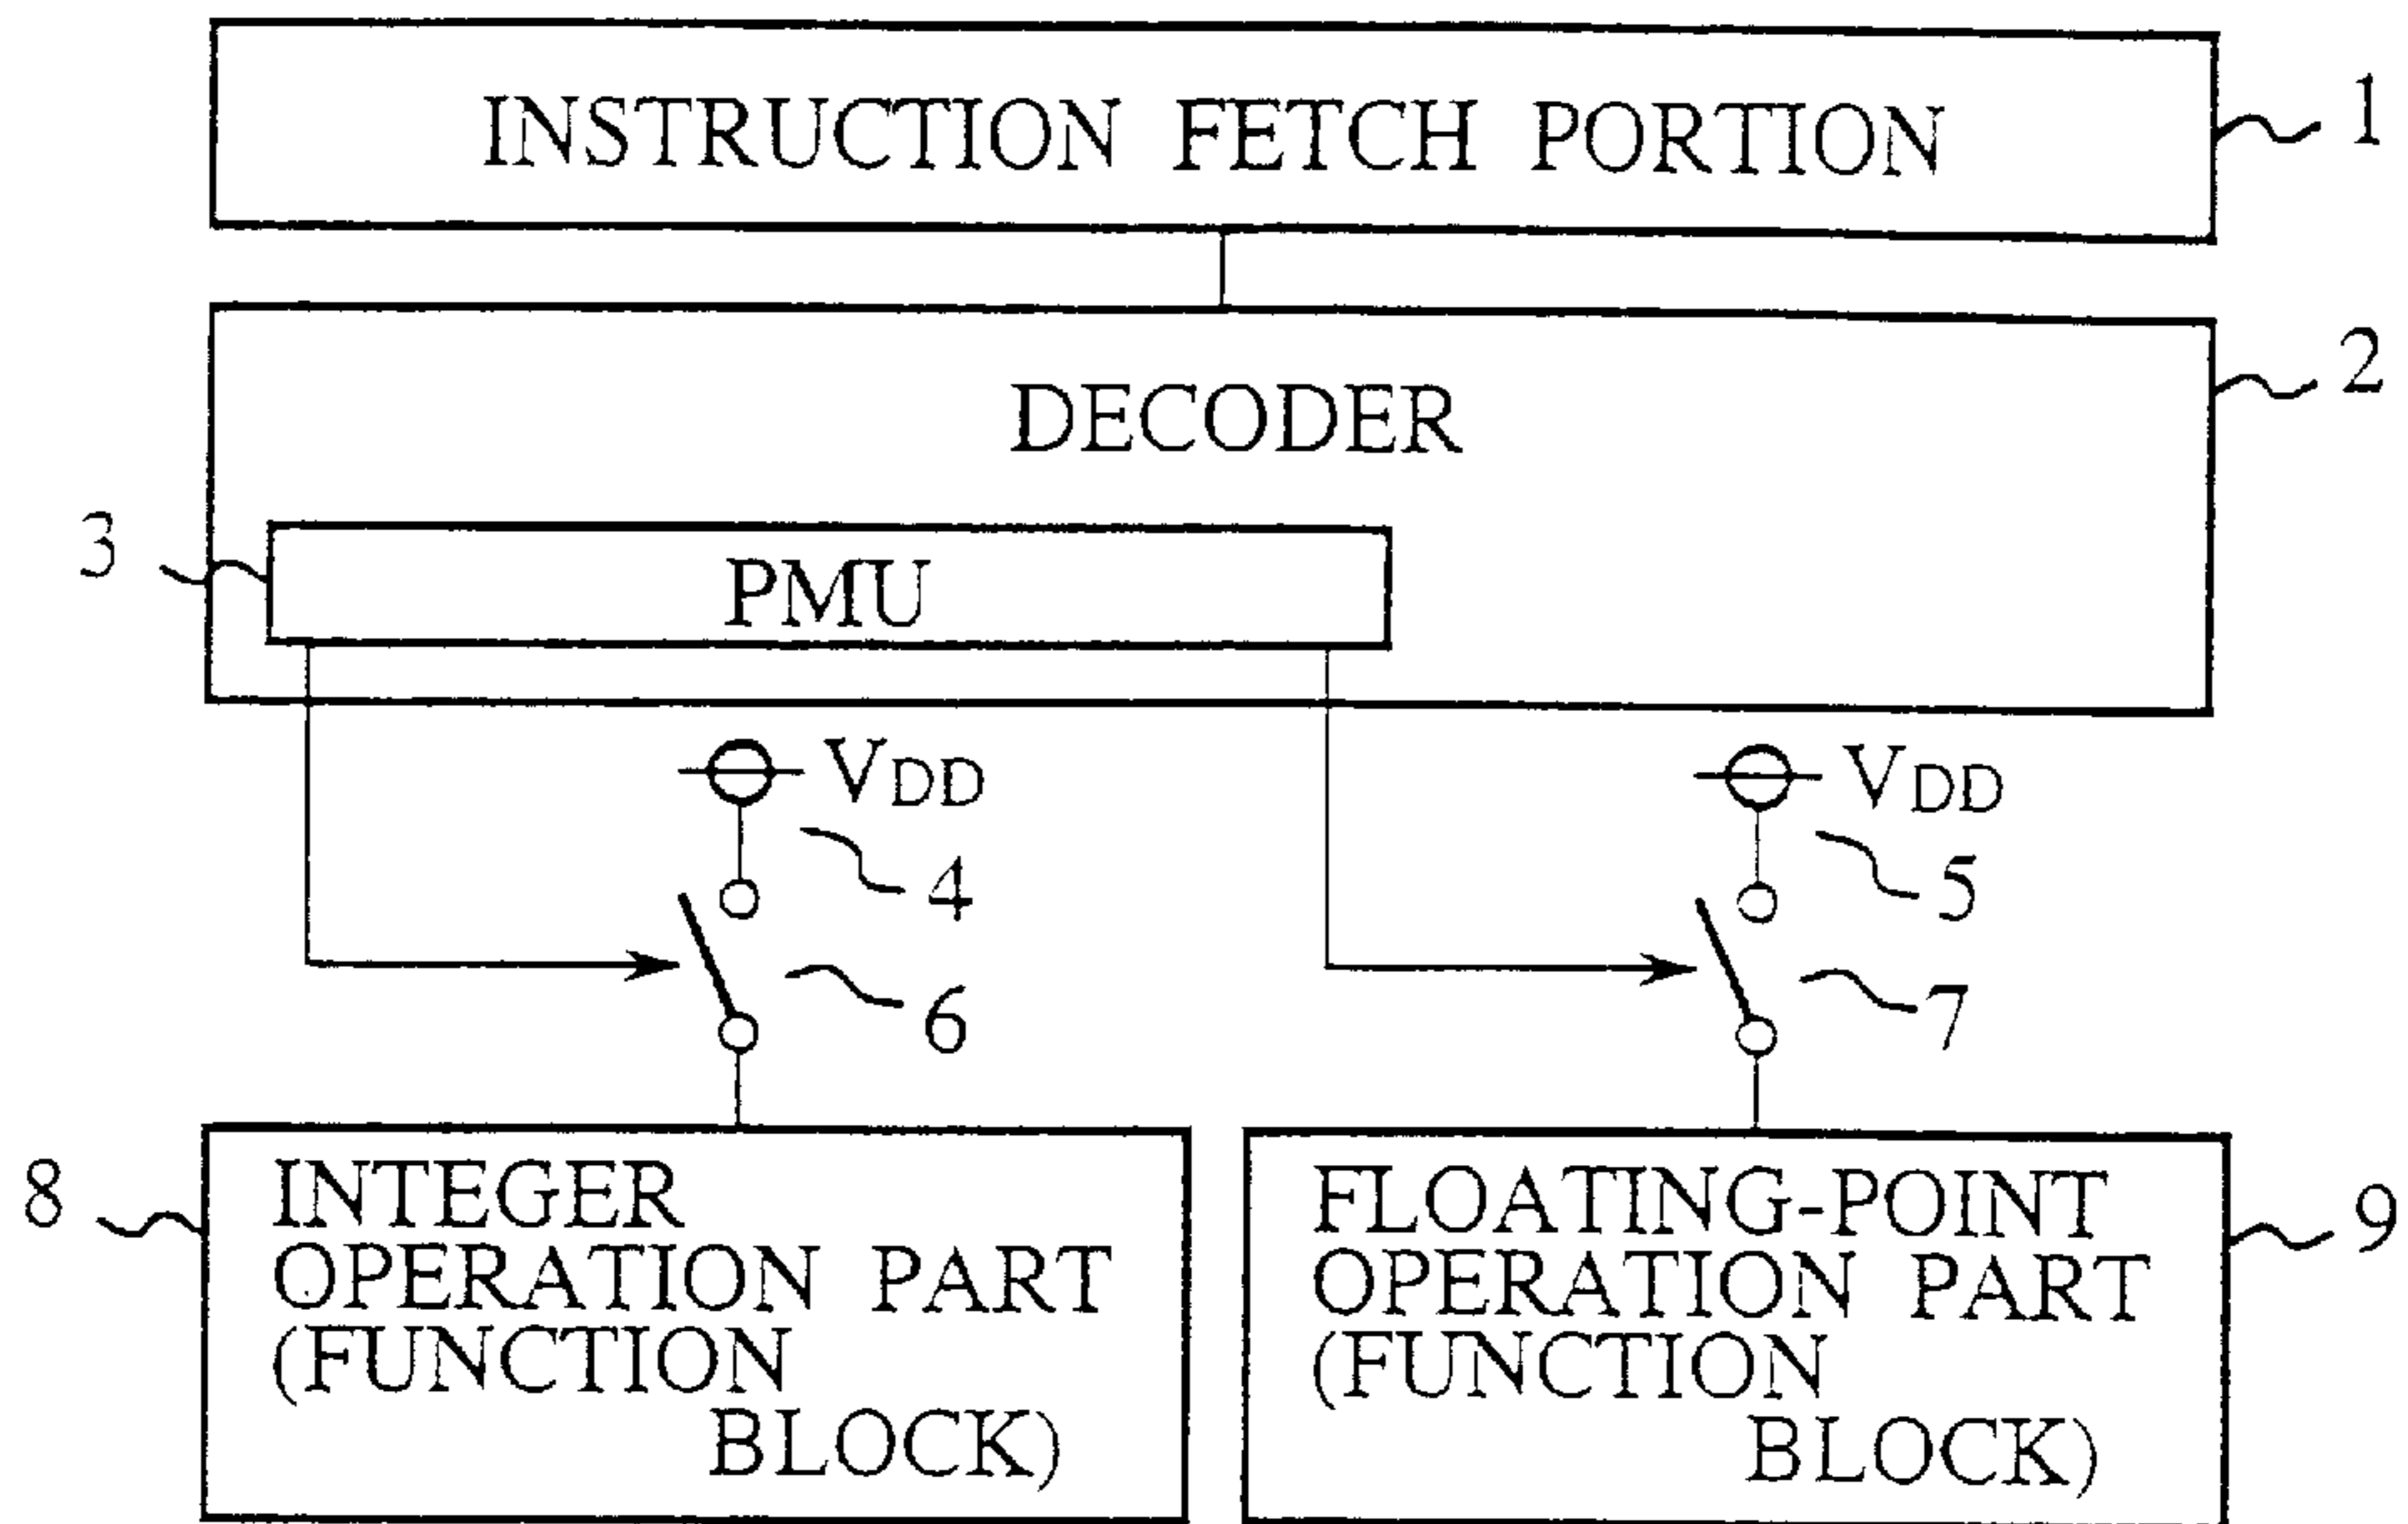 INSTRUCTION FETCH PORTION
1
DECODER
2
3
PMU
VDD
VDD
4
5
6
7
8
INTEGER
OPERATION PART
(FUNCTION
BLOCK)
FLOATING-POINT
OPERATION PART
(FUNCTION
BLOCK)
9